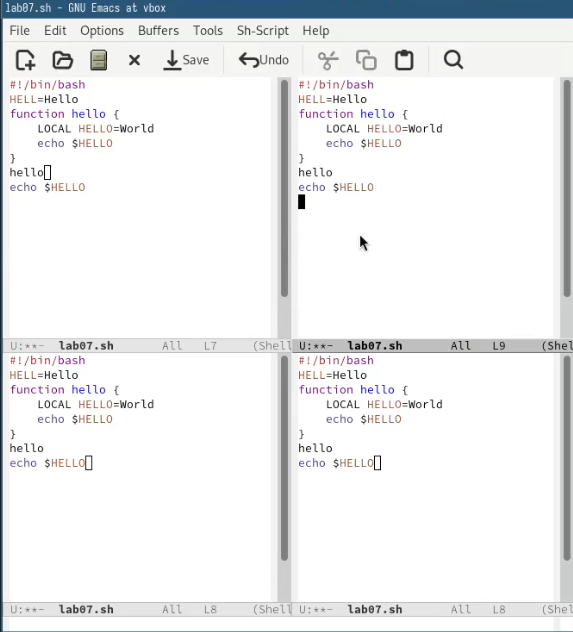 lab07.sh - GNU Emacs at vbox
File Edit Options Buffers Tools Sh-Script Help
Save Undo
#!/bin/bash
HELL=Hello
function hello {
    LOCAL HELLO=World
    echo $HELLO
}
hello
echo $HELLO
U:**-  lab07.sh       All   L7     (Shell
#!/bin/bash
HELL=Hello
function hello {
    LOCAL HELLO=World
    echo $HELLO
}
hello
echo $HELLO
U:**-  lab07.sh       All   L9     (Shel
#!/bin/bash
HELL=Hello
function hello {
    LOCAL HELLO=World
    echo $HELLO
}
hello
echo $HELLO
U:**-  lab07.sh       All   L8     (Shell
#!/bin/bash
HELL=Hello
function hello {
    LOCAL HELLO=World
    echo $HELLO
}
hello
echo $HELLO
U:**-  lab07.sh       All   L8     (Shel